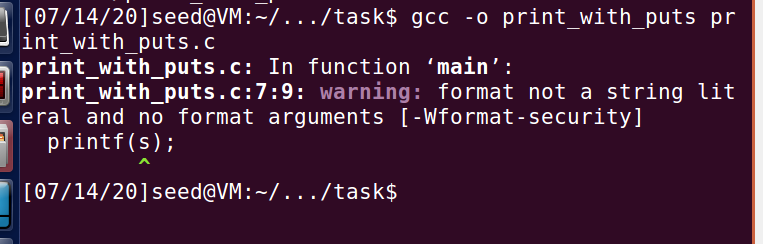 [07/14/20]seed@VM:~/.../task$ gcc -o print_with_puts pr
int_with_puts.c
print_with_puts.c: In function ‘main’:
print_with_puts.c:7:9: warning: format not a string lit
eral and no format arguments [-Wformat-security]
  printf(s);
         ^
[07/14/20]seed@VM:~/.../task$